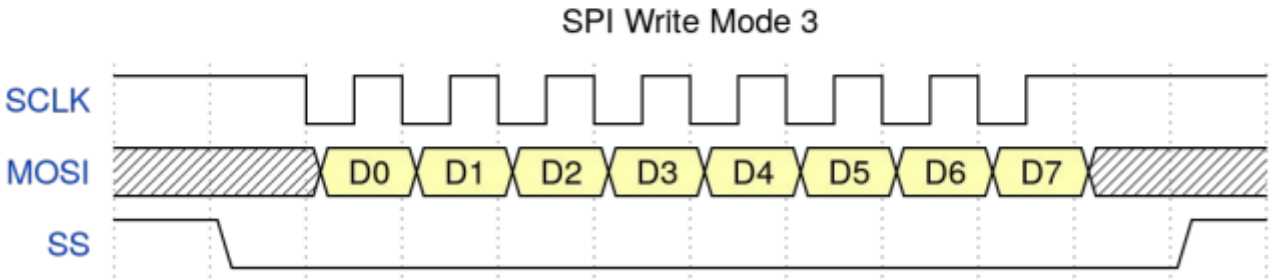 SPI Write Mode 3
SCLK
MOSI D0 D1 D2 D3 D4 D5 D6 D7
SS